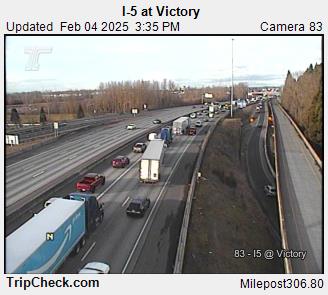 I-5 at Victory
Updated Feb 04 2025 3:35 PM Camera 83
Tr
N
83 - I5 @ Victory
TripCheck.com Milepost306.80